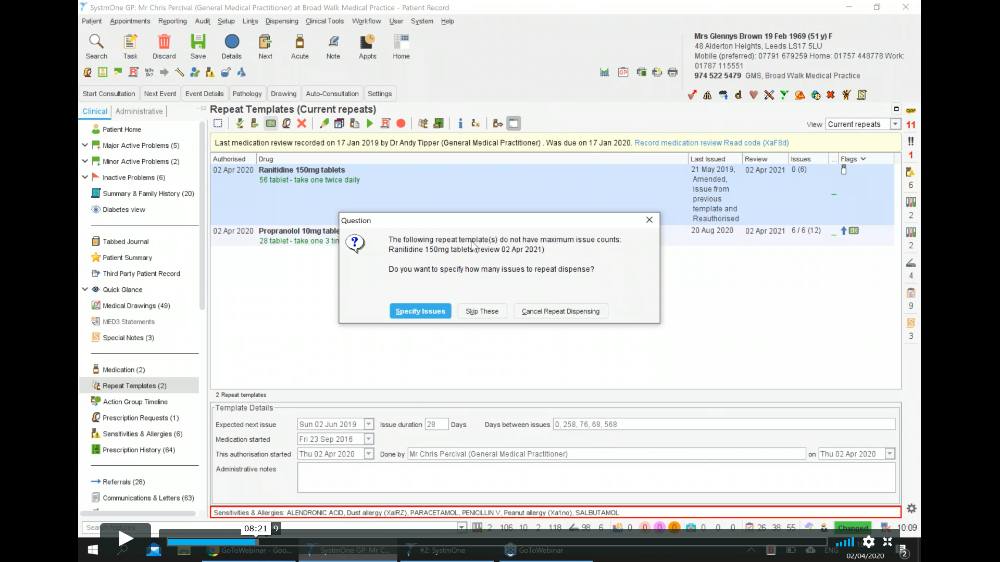 SystmOne GP: Mr Chris Percival (General Medical Practitioner) at Broad Walk Medical Practice - Patient Record
Patient Appointments Reporting Audit Setup Links Dispensing Clinical Tools Workflow User System Help
Search Task Discard Save Details Next Acute Note Appts Home
Mrs Glennys Brown 19 Feb 1969 (51 y) F
48 Alderton Heights, Leeds LS17 5LU
Mobile (preferred): 07791 679259 Home: 01757 448778 Work:
01787 115551
974 522 5479 GMS, Broad Walk Medical Practice
Start Consultation Next Event Event Details Pathology Drawing Auto-Consultation Settings
Clinical Administrative
Patient Home
Major Active Problems (5)
Minor Active Problems (2)
Inactive Problems (6)
Summary & Family History (20)
Diabetes view
Tabbed Journal
Patient Summary
Third Party Patient Record
Quick Glance
Medical Drawings (49)
MED3 Statements
Special Notes (3)
Medication (2)
Repeat Templates (2)
Action Group Timeline
Prescription Requests (1)
Sensitivities & Allergies (6)
Prescription History (64)
Referrals (28)
Communications & Letters (63)
Repeat Templates (Current repeats)
View Current repeats
Last medication review recorded on 17 Jan 2019 by Dr Andy Tipper (General Medical Practitioner) . Was due on 17 Jan 2020. Record medication review Read code (XaF8d)
Authorised Drug Last Issued Review Issues ... Flags
02 Apr 2020 Ranitidine 150mg tablets 21 May 2019, 02 Apr 2021 0 (6)
56 tablet - take one twice daily Amended,
Issue from
previous
template and
Reauthorised
02 Apr 2020 Propranolol 10mg table 20 Aug 2020 02 Apr 2021 6 / 6 (12) RD
28 tablet - take one 3 tin
Question
The following repeat template(s) do not have maximum issue counts:
Ranitidine 150mg tablets (review 02 Apr 2021)
Do you want to specify how many issues to repeat dispense?
Specify Issues Skip These Cancel Repeat Dispensing
2 Repeat templates
Template Details
Expected next issue Sun 02 Jun 2019 Issue duration 28 Days Days between issues 0, 258, 76, 68, 568
Medication started Fri 23 Sep 2016
This authorisation started Thu 02 Apr 2020 Done by Mr Chris Percival (General Medical Practitioner) on Thu 02 Apr 2020
Administrative notes
Sensitivities & Allergies: ALENDRONIC ACID, Dust allergy (XaIRZ), PARACETAMOL, PENICILLIN V, Peanut allergy (Xa1no), SALBUTAMOL
QOF
11
!!
1
6
2
2
4
9
3
Search features 2 106 10 2 118 98 6 0 0 0 0 0 0 0 26 38 55 Changed 10:09
08:21
GoToWebinar - Goo... SystmOne GP: Mr C... #2: SystmOne GoToWebinar ENG
02/04/2020 2